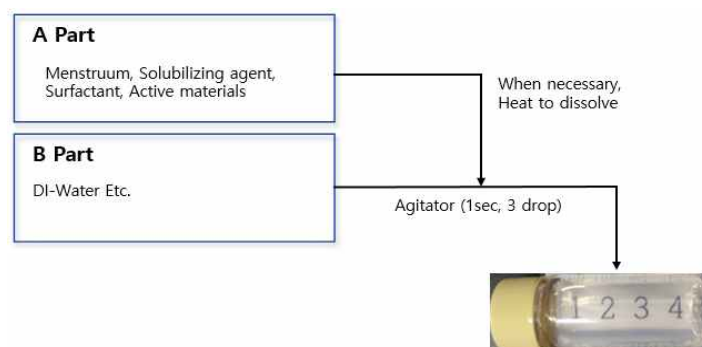 A Part
Menstruum, Solubilizing agent,
Surfactant, Active materials
When necessary,
Heat to dissolve
B Part
DI-Water Etc.
Agitator (1sec, 3 drop)
1 2 3 4